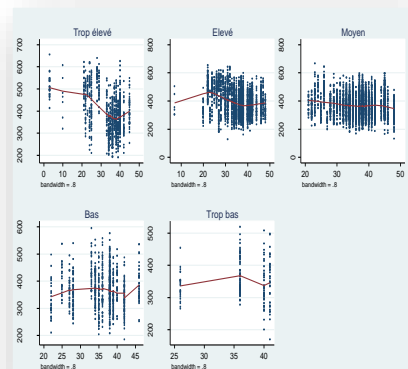 Trop élevé
200 300 400 500 600 700
0 10 20 30 40 50
bandwidth = .8
Elevé
0 200 400 600 800
10 20 30 40 50
bandwidth = .8
Moyen
0 200 400 600 800
20 30 40 50
bandwidth = .8
Bas
200 300 400 500 600
20 25 30 35 40 45
bandwidth = .8
Trop bas
200 300 400 500
25 30 35 40
bandwidth = .8